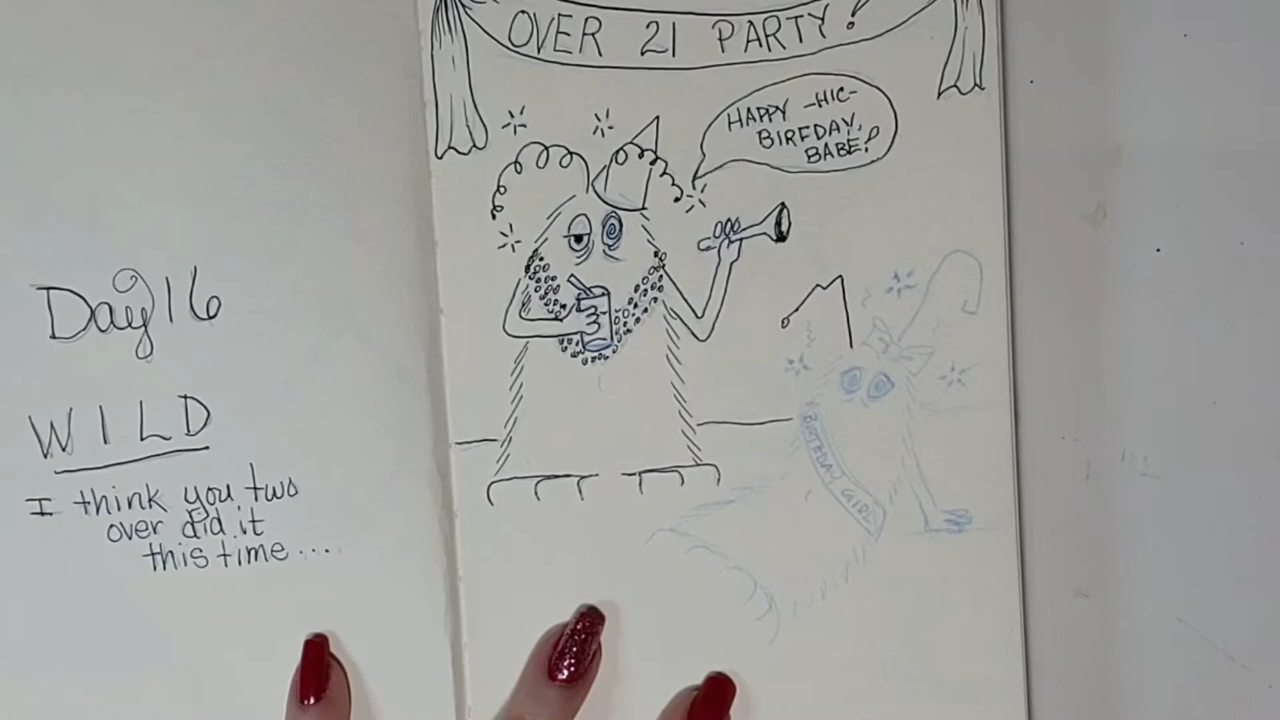 Day 16
WILD
I think you two
over did it
this time...
OVER 21 PARTY!
HAPPY -HIC-
BIRFDAY,
BABE!
BIRTHDAY GIRL